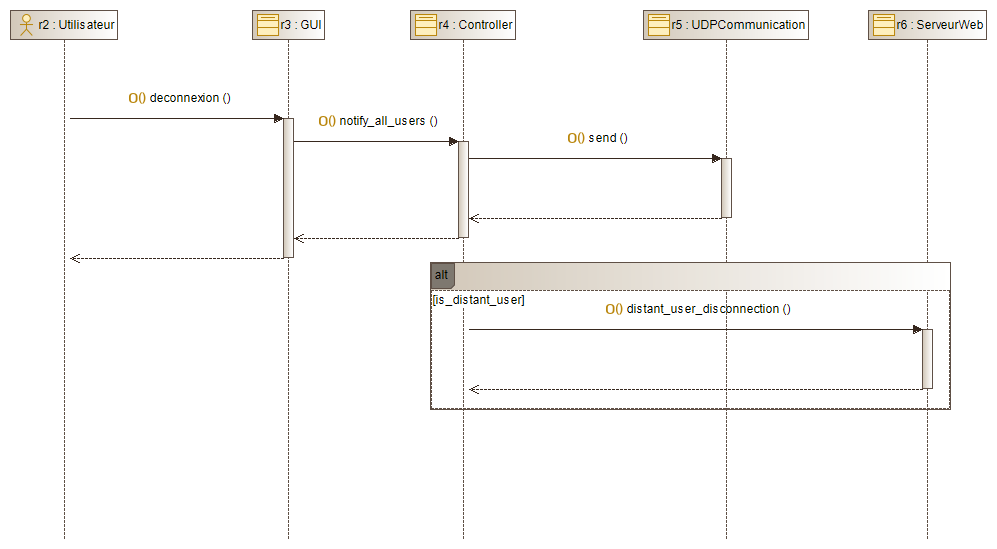 r2 : Utilisateur
r3 : GUI
r4 : Controller
r5 : UDPCommunication
r6 : ServeurWeb
O() deconnexion ()
O() notify_all_users ()
O() send ()
alt
[is_distant_user]
O() distant_user_disconnection ()